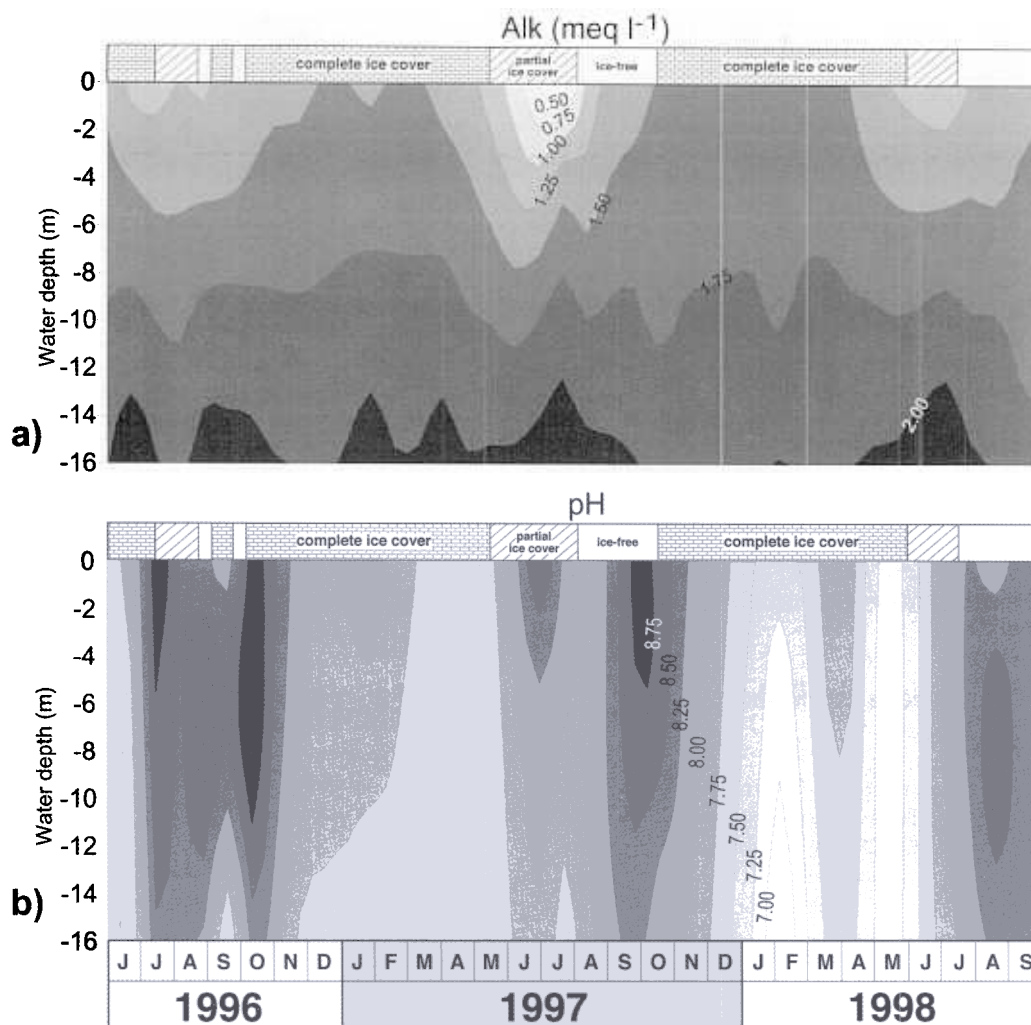 Alk (meq l-1)
complete ice cover
partial
ice cover
ice-free
complete ice cover
0
-2
-4
-6
-8
-10
-12
-14
-16
Water depth (m)
0.50
0.75
1.00
1.25
1.50
1.75
2.00
a)
pH
complete ice cover
partial
ice cover
ice-free
complete ice cover
0
-2
-4
-6
-8
-10
-12
-14
-16
Water depth (m)
8.75
8.50
8.25
8.00
7.75
7.50
7.25
7.00
b)
J J A S O N D J F M A M J J A S O N D J F M A M J J A S
1996 1997 1998